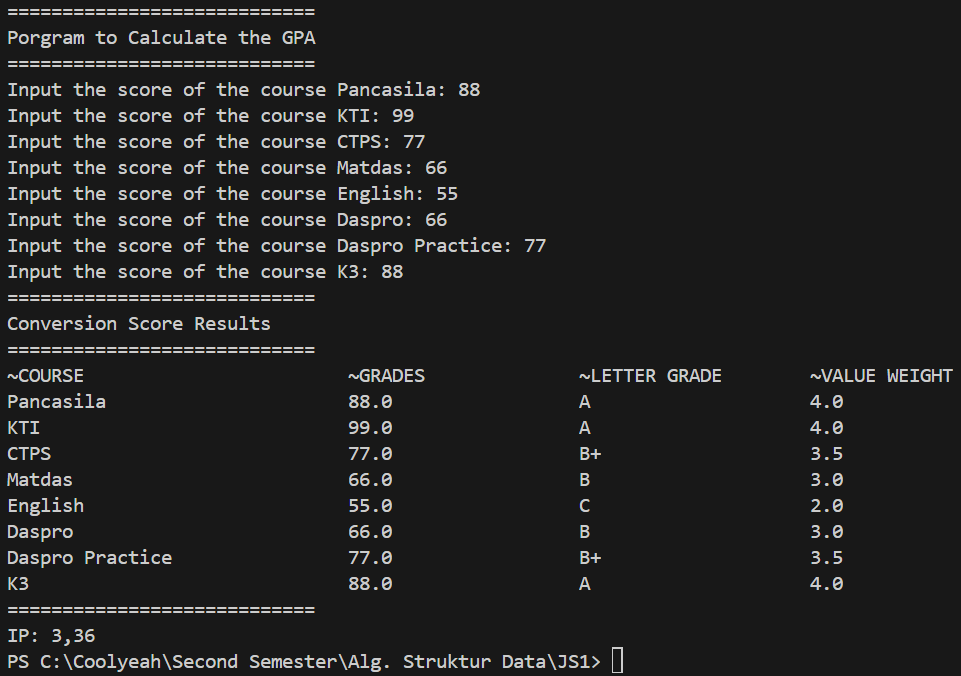 ============================
Porgram to Calculate the GPA
============================
Input the score of the course Pancasila: 88
Input the score of the course KTI: 99
Input the score of the course CTPS: 77
Input the score of the course Matdas: 66
Input the score of the course English: 55
Input the score of the course Daspro: 66
Input the score of the course Daspro Practice: 77
Input the score of the course K3: 88
============================
Conversion Score Results
============================
~COURSE                        ~GRADES              ~LETTER GRADE        ~VALUE WEIGHT
Pancasila                      88.0                 A                    4.0
KTI                            99.0                 A                    4.0
CTPS                           77.0                 B+                   3.5
Matdas                         66.0                 B                    3.0
English                        55.0                 C                    2.0
Daspro                         66.0                 B                    3.0
Daspro Practice                77.0                 B+                   3.5
K3                             88.0                 A                    4.0
============================
IP: 3,36
PS C:\Coolyeah\Second Semester\Alg. Struktur Data\JS1>